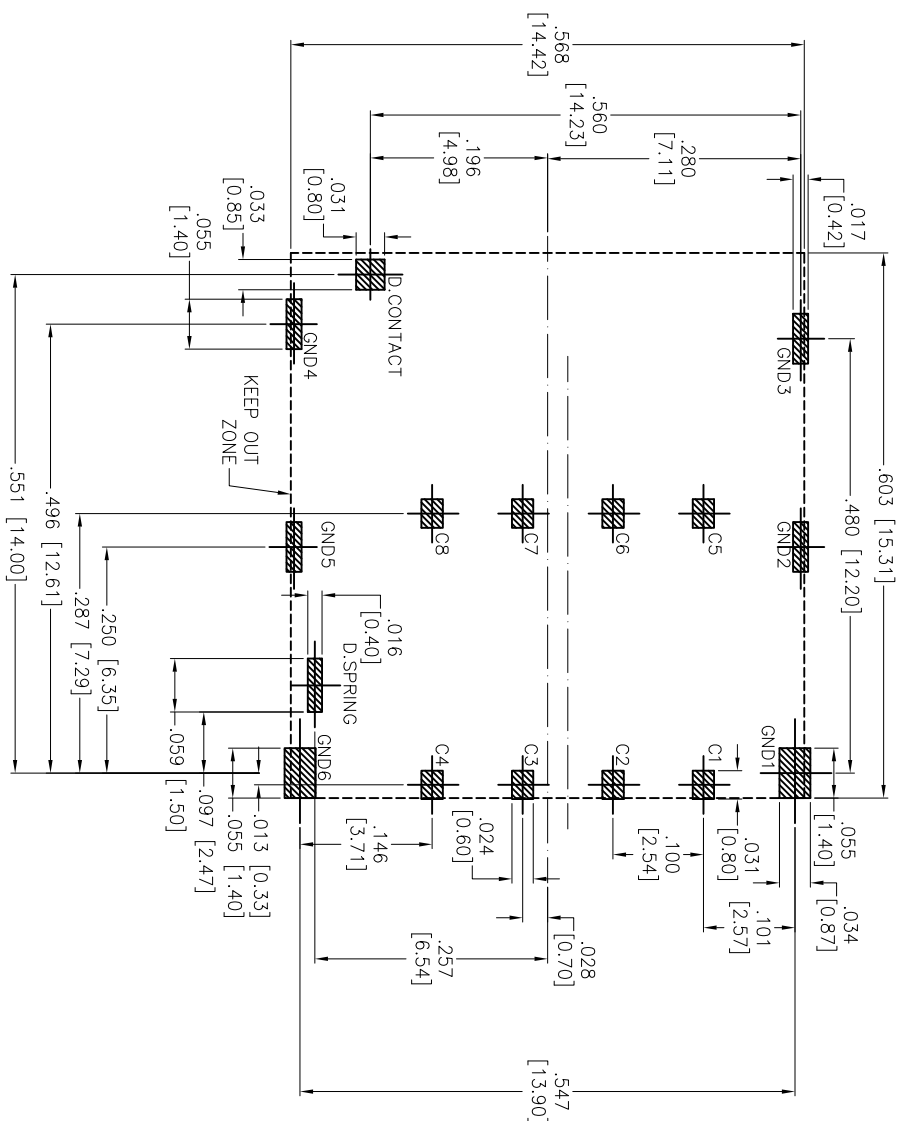 .568
[14.42]
.560
[14.23]
.280
[7.11]
.196
[4.98]
.017
[0.42]
.031
[0.80]
.033
[0.85]
.055
[1.40]
.603 [15.31]
.480 [12.20]
GND3
GND2
GND1
D.CONTACT
GND4
KEEP OUT
ZONE
GND5
C5
C6
C7
C8
C1
C2
C3
C4
D.SPRING
GND6
.016
[0.40]
.551 [14.00]
.496 [12.61]
.287 [7.29]
.250 [6.35]
.059
[1.50]
.097 [2.47]
.055 [1.40]
.013 [0.33]
.146
[3.71]
.024
[0.60]
.100
[2.54]
.031
[0.80]
.101
[2.57]
.055
[1.40]
.034
[0.87]
.028
[0.70]
.257
[6.54]
.547
[13.90]